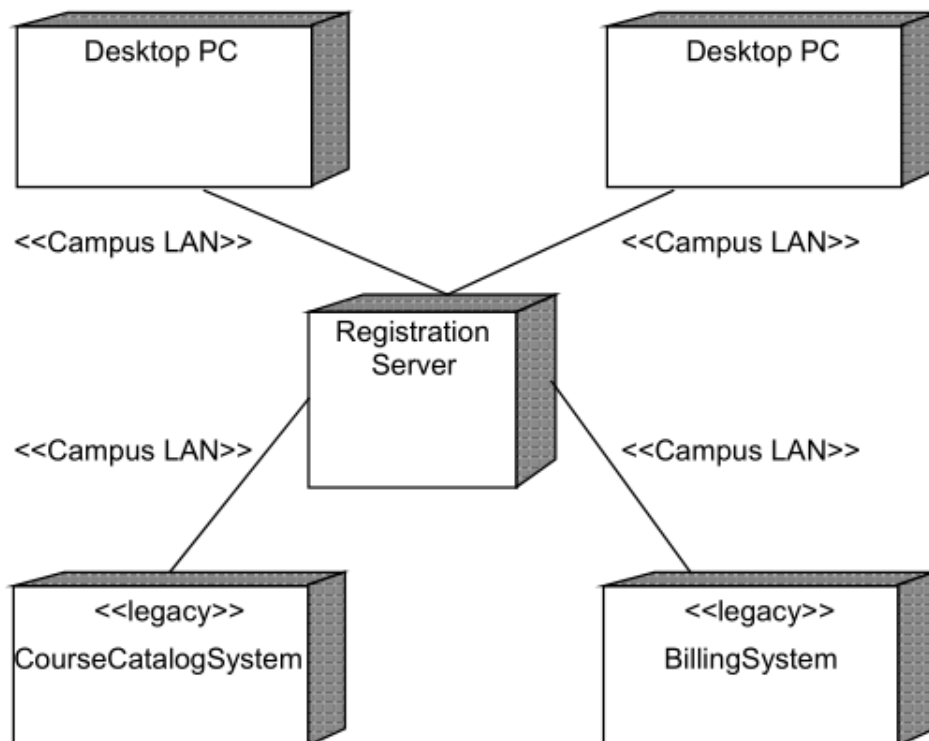 Desktop PC
Desktop PC
<<Campus LAN>>
<<Campus LAN>>
Registration
Server
<<Campus LAN>>
<<Campus LAN>>
<<legacy>>
CourseCatalogSystem
<<legacy>>
BillingSystem